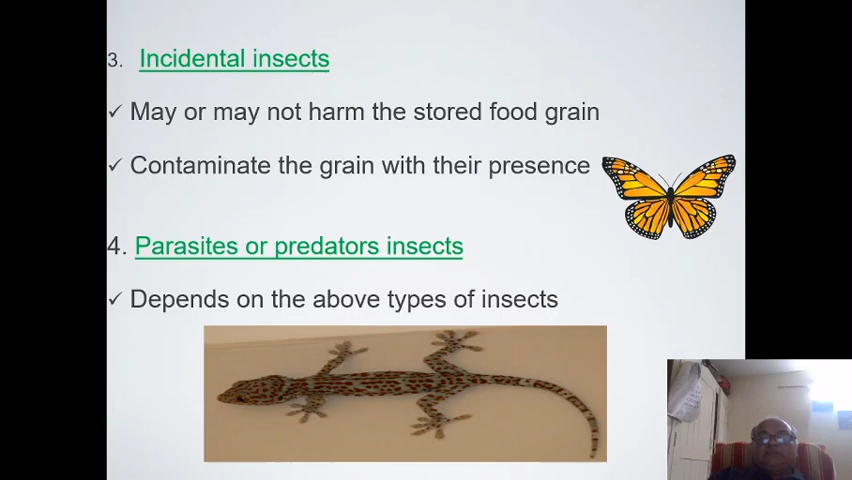 3. Incidental insects
✓ May or may not harm the stored food grain
✓ Contaminate the grain with their presence
4. Parasites or predators insects
✓ Depends on the above types of insects